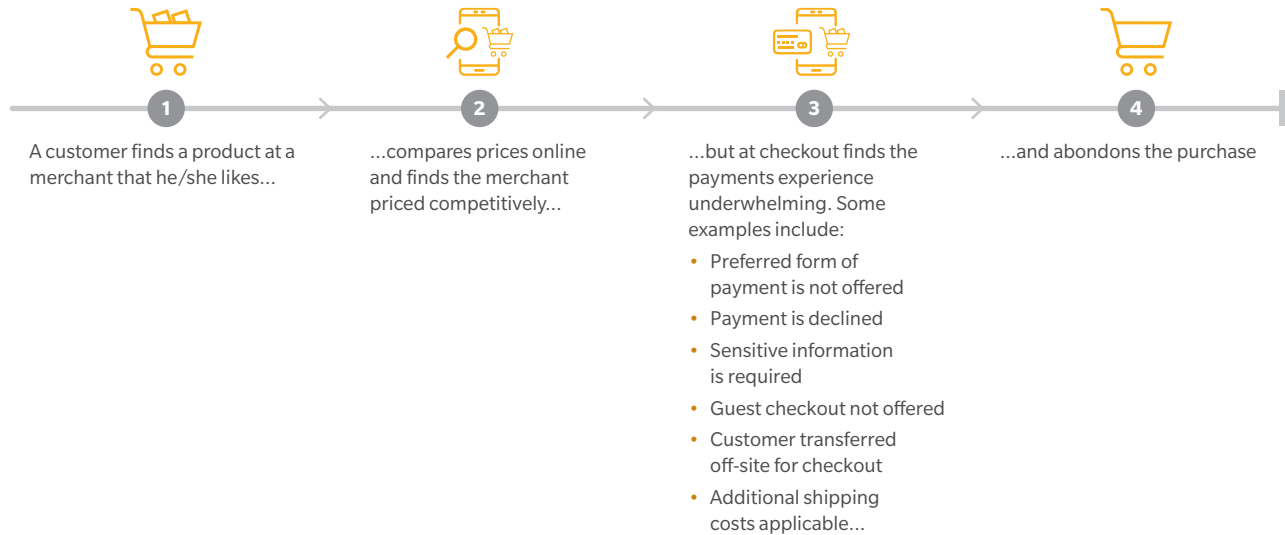 1
A customer finds a product at a
merchant that he/she likes...
2
...compares prices online
and finds the merchant
priced competitively...
3
...but at checkout finds the
payments experience
underwhelming. Some
examples include:
• Preferred form of
payment is not offered
• Payment is declined
• Sensitive information
is required
• Guest checkout not offered
• Customer transferred
off-site for checkout
• Additional shipping
costs applicable...
4
...and abondons the purchase